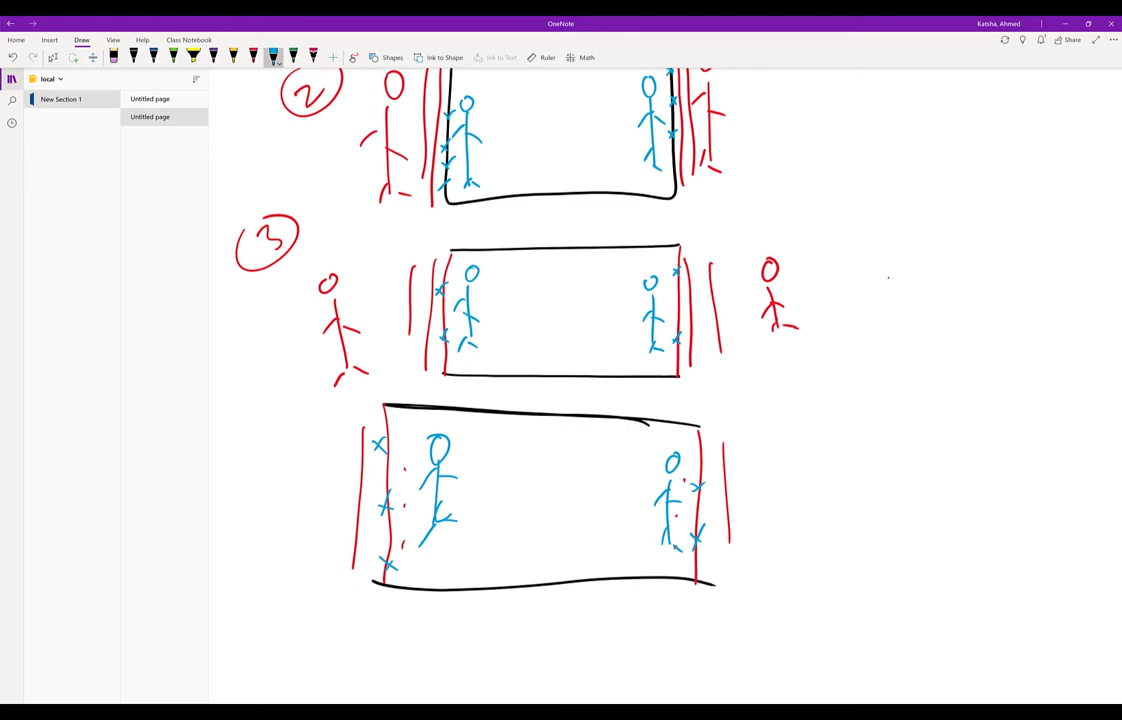 OneNote
Katsha, Ahmed
Home Insert Draw View Help Class Notebook
Share
Shapes Ink to Shape Ink to Text Ruler Math
local
New Section 1
Untitled page
Untitled page
2
3